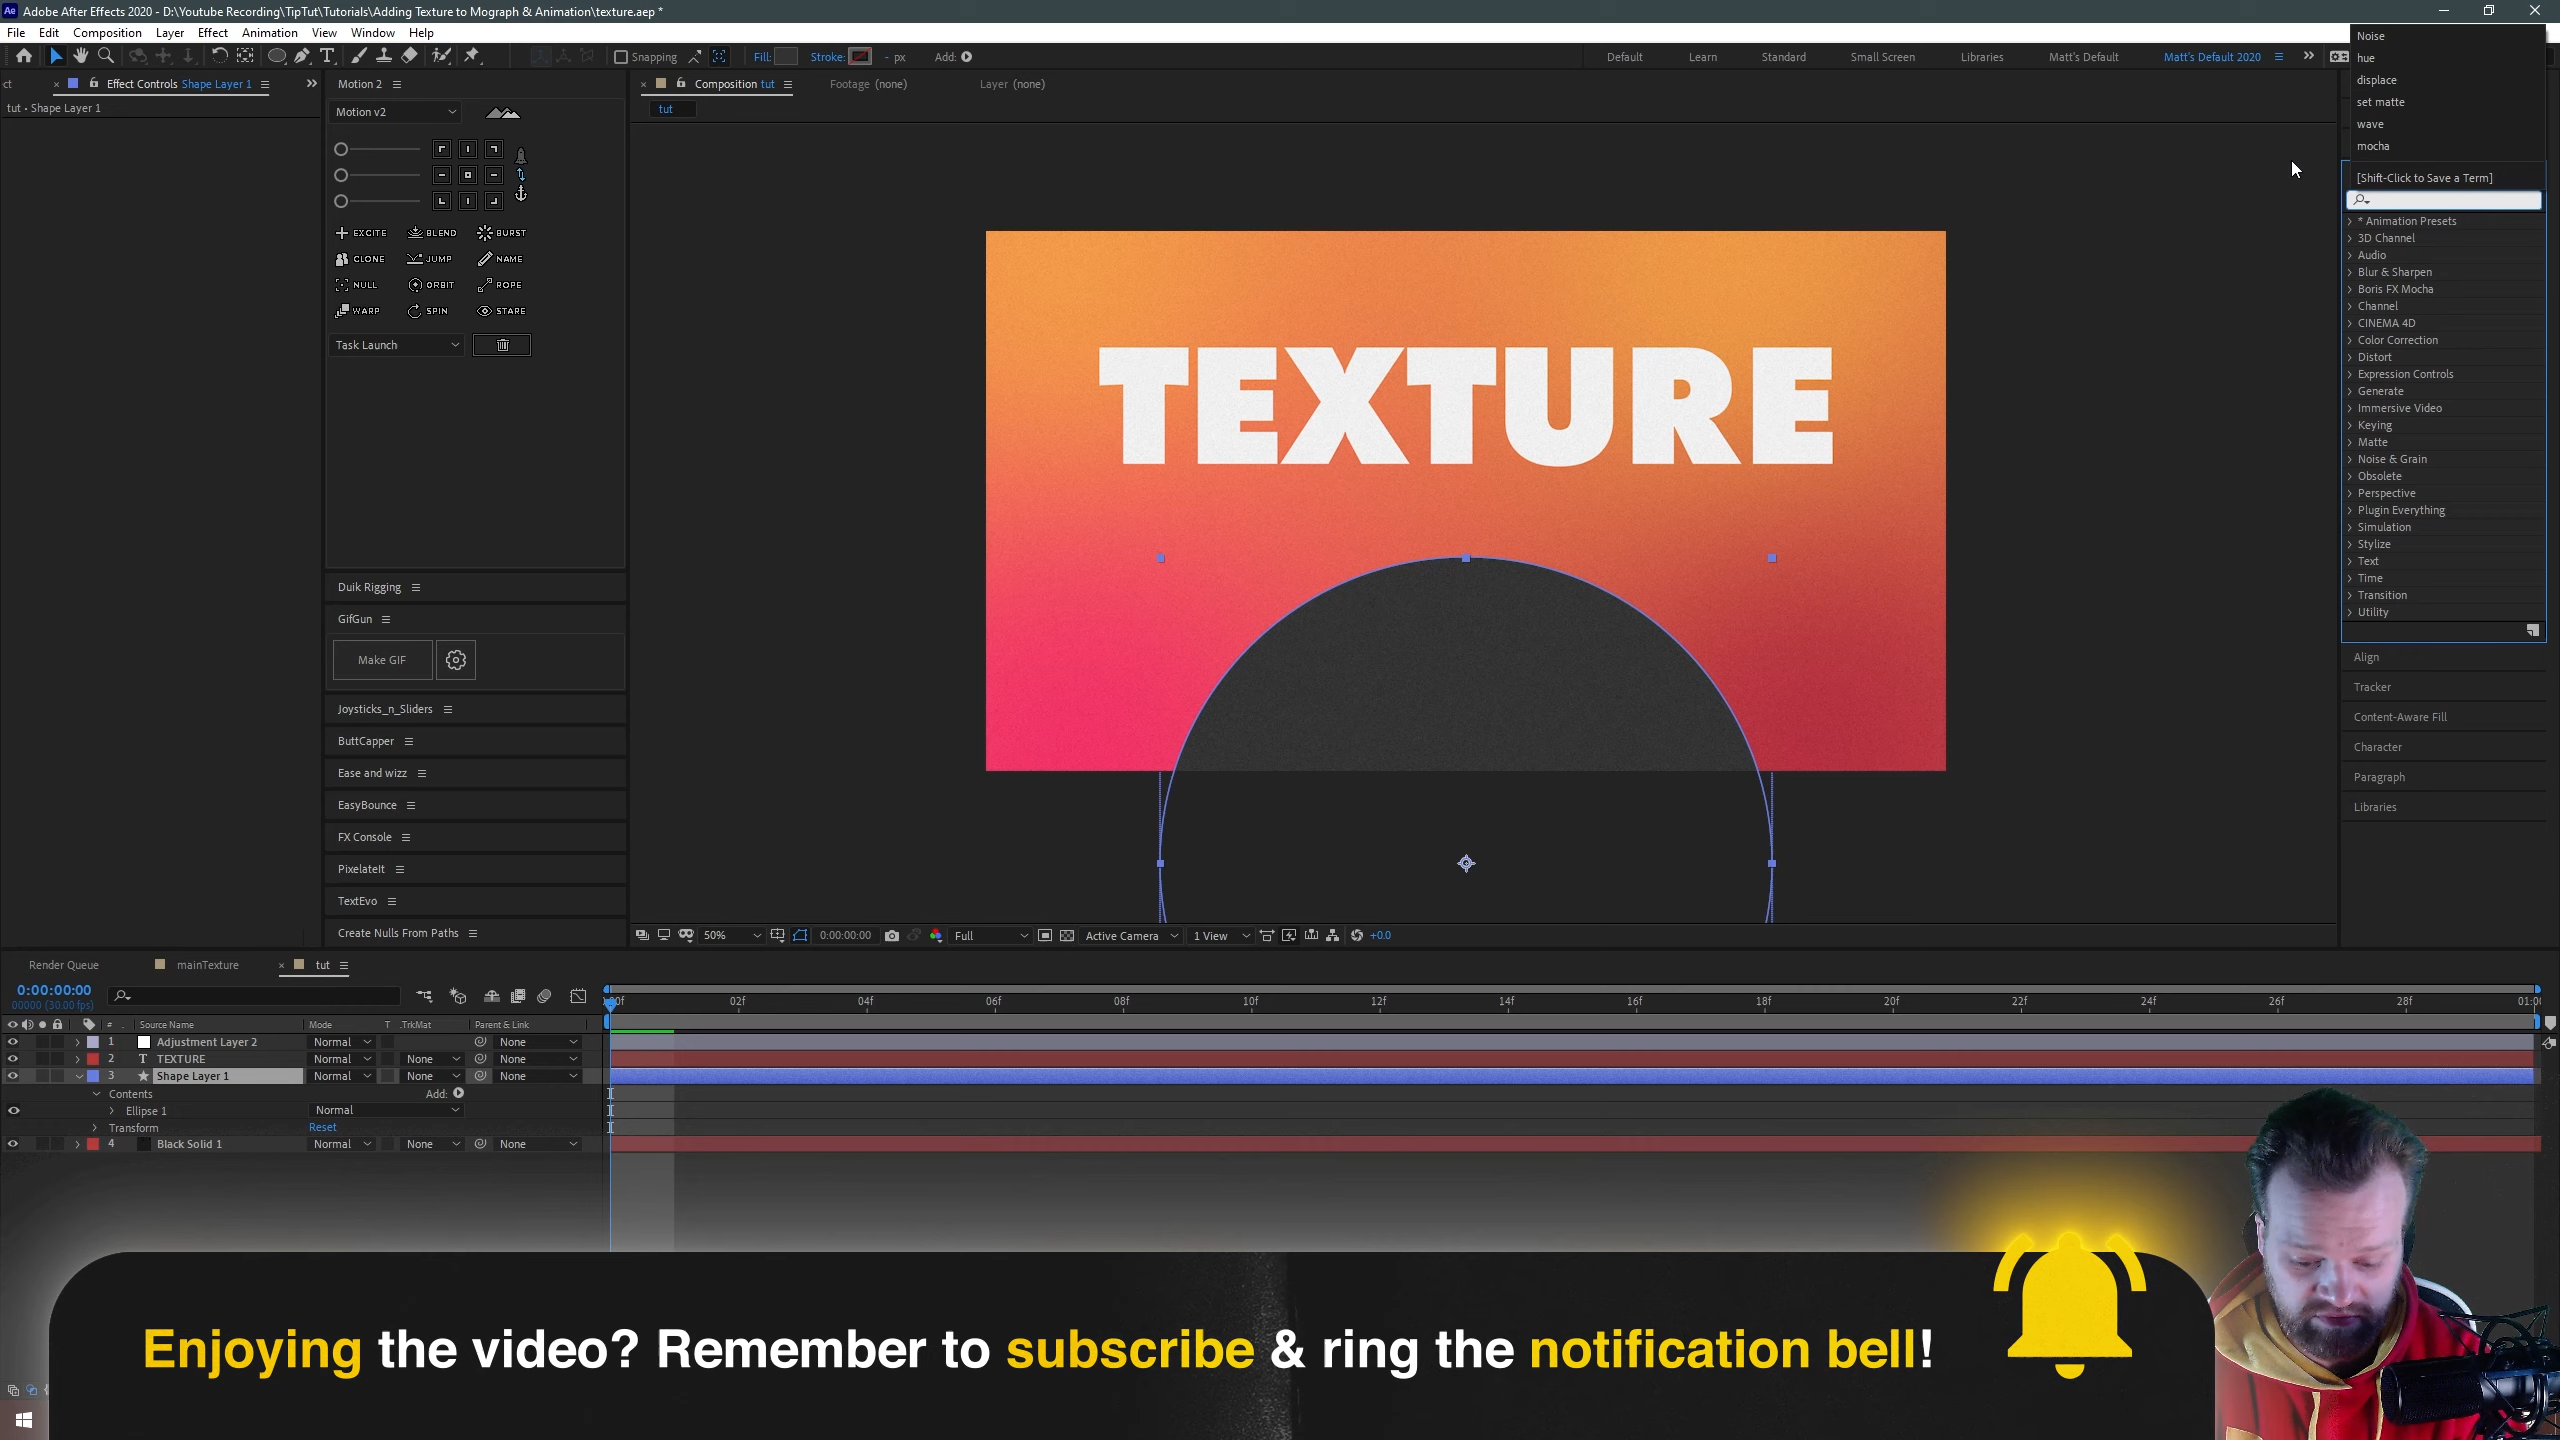 Adobe After Effects 2020 - D:\Youtube Recording\TipTut\Tutorials\Adding Texture to Mograph & Animation\texture.aep *
File Edit Composition Layer Effect Animation View Window Help
Snapping Fill: Stroke: - px Add: Default Learn Standard Small Screen Libraries Matt's Default Matt's Default 2020
ct Effect Controls Shape Layer 1
tut • Shape Layer 1
Motion 2
Motion v2
EXCITE BLEND BURST
CLONE JUMP NAME
NULL ORBIT ROPE
WARP SPIN STARE
Task Launch
Duik Rigging
GifGun
Make GIF
Joysticks_n_Sliders
ButtCapper
Ease and wizz
EasyBounce
FX Console
PixelateIt
TextEvo
Create Nulls From Paths
Composition tut Footage (none) Layer (none)
tut
TEXTURE
50% 0:00:00:00 Full Active Camera 1 View +0.0
Noise
hue
displace
set matte
wave
mocha
[Shift-Click to Save a Term]
* Animation Presets
3D Channel
Audio
Blur & Sharpen
Boris FX Mocha
Channel
CINEMA 4D
Color Correction
Distort
Expression Controls
Generate
Immersive Video
Keying
Matte
Noise & Grain
Obsolete
Perspective
Plugin Everything
Simulation
Stylize
Text
Time
Transition
Utility
Align
Tracker
Content-Aware Fill
Character
Paragraph
Libraries
Render Queue mainTexture tut
0:00:00:00
00000 (30.00 fps)
02f 04f 06f 08f 10f 12f 14f 16f 18f 20f 22f 24f 26f 28f
# Source Name Mode T .TrkMat Parent & Link
1 Adjustment Layer 2 Normal None
2 T TEXTURE Normal None None
3 Shape Layer 1 Normal None None
Contents Add:
Ellipse 1 Normal
Transform Reset
4 Black Solid 1 Normal None None
Enjoying the video? Remember to subscribe & ring the notification bell!